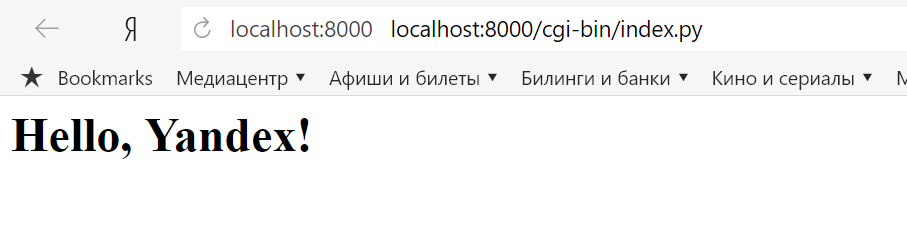 Я localhost:8000 localhost:8000/cgi-bin/index.py
Bookmarks Медиацентр Афиши и билеты Билинги и банки Кино и сериалы М
Hello, Yandex!